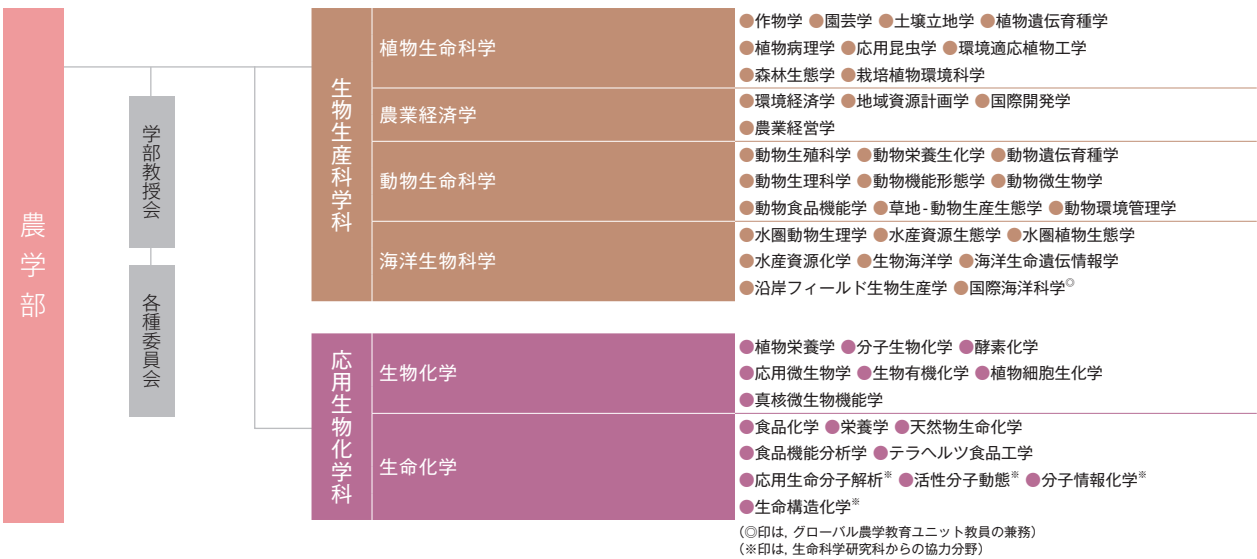 農学部
学部教授会
各種委員会
生物生産科学科
植物生命科学
●作物学 ●園芸学 ●土壌立地学 ●植物遺伝育種学
●植物病理学 ●応用昆虫学 ●環境適応植物工学
●森林生態学 ●栽培植物環境科学
農業経済学
●環境経済学 ●地域資源計画学 ●国際開発学
●農業経営学
動物生命科学
●動物生殖科学 ●動物栄養生化学 ●動物遺伝育種学
●動物生理科学 ●動物機能形態学 ●動物微生物学
●動物食品機能学 ●草地-動物生産生態学 ●動物環境管理学
海洋生物科学
●水圏動物生理学 ●水産資源生態学 ●水圏植物生態学
●水産資源化学 ●生物海洋学 ●海洋生命遺伝情報学
●沿岸フィールド生物生産学 ●国際海洋科学◎
応用生物化学科
生物化学
●植物栄養学 ●分子生物化学 ●酵素化学
●応用微生物学 ●生物有機化学 ●植物細胞生化学
●真核微生物機能学
生命化学
●食品化学 ●栄養学 ●天然物生命化学
●食品機能分析学 ●テラヘルツ食品工学
●応用生命分子解析※ ●活性分子動態※ ●分子情報化学※
●生命構造化学※
(◎印は, グローバル農学教育ユニット教員の兼務)
(※印は, 生命科学研究科からの協力分野)